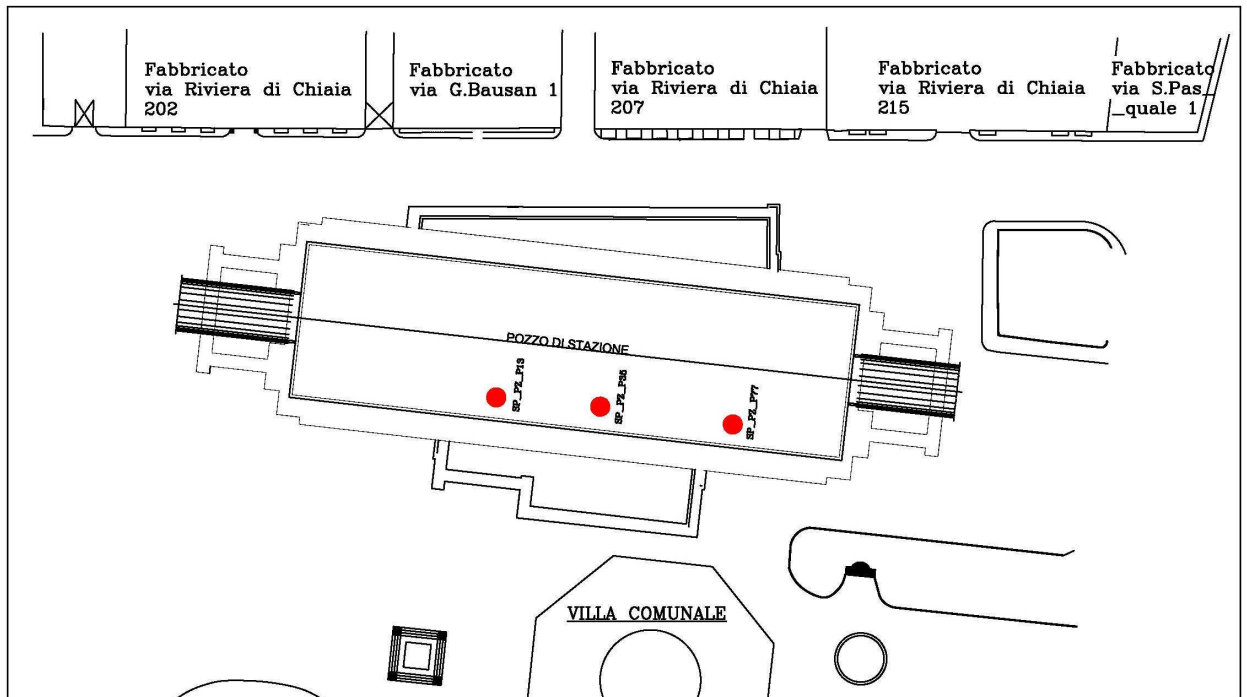 Fabbricato
via Riviera di Chiaia
202
Fabbricato
via G.Bausan 1
Fabbricato
via Riviera di Chiaia
207
Fabbricato
via Riviera di Chiaia
215
Fabbricato
via S.Pas_
_quale 1
POZZO DI STAZIONE
SP_PZ_P13
SP_PZ_P35
SP_PZ_P77
VILLA COMUNALE